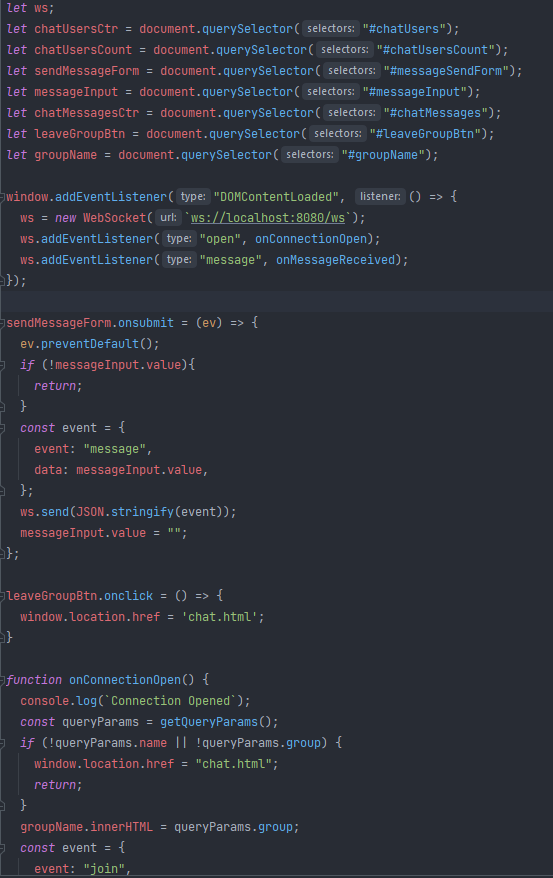 let ws;
let chatUsersCtr = document.querySelector( selectors: "#chatUsers");
let chatUsersCount = document.querySelector( selectors: "#chatUsersCount");
let sendMessageForm = document.querySelector( selectors: "#messageSendForm");
let messageInput = document.querySelector( selectors: "#messageInput");
let chatMessagesCtr = document.querySelector( selectors: "#chatMessages");
let leaveGroupBtn = document.querySelector( selectors: "#leaveGroupBtn");
let groupName = document.querySelector( selectors: "#groupName");
window.addEventListener( type: "DOMContentLoaded", listener: () => {
ws = new WebSocket( url: `ws://localhost:8080/ws`);
ws.addEventListener( type: "open", onConnectionOpen);
ws.addEventListener( type: "message", onMessageReceived);
});
sendMessageForm.onsubmit = (ev) => {
ev.preventDefault();
if (!messageInput.value){
return;
}
const event = {
event: "message",
data: messageInput.value,
};
ws.send(JSON.stringify(event));
messageInput.value = "";
};
leaveGroupBtn.onclick = () => {
window.location.href = 'chat.html';
}
function onConnectionOpen() {
console.log(`Connection Opened`);
const queryParams = getQueryParams();
if (!queryParams.name || !queryParams.group) {
window.location.href = "chat.html";
return;
}
groupName.innerHTML = queryParams.group;
const event = {
event: "join",